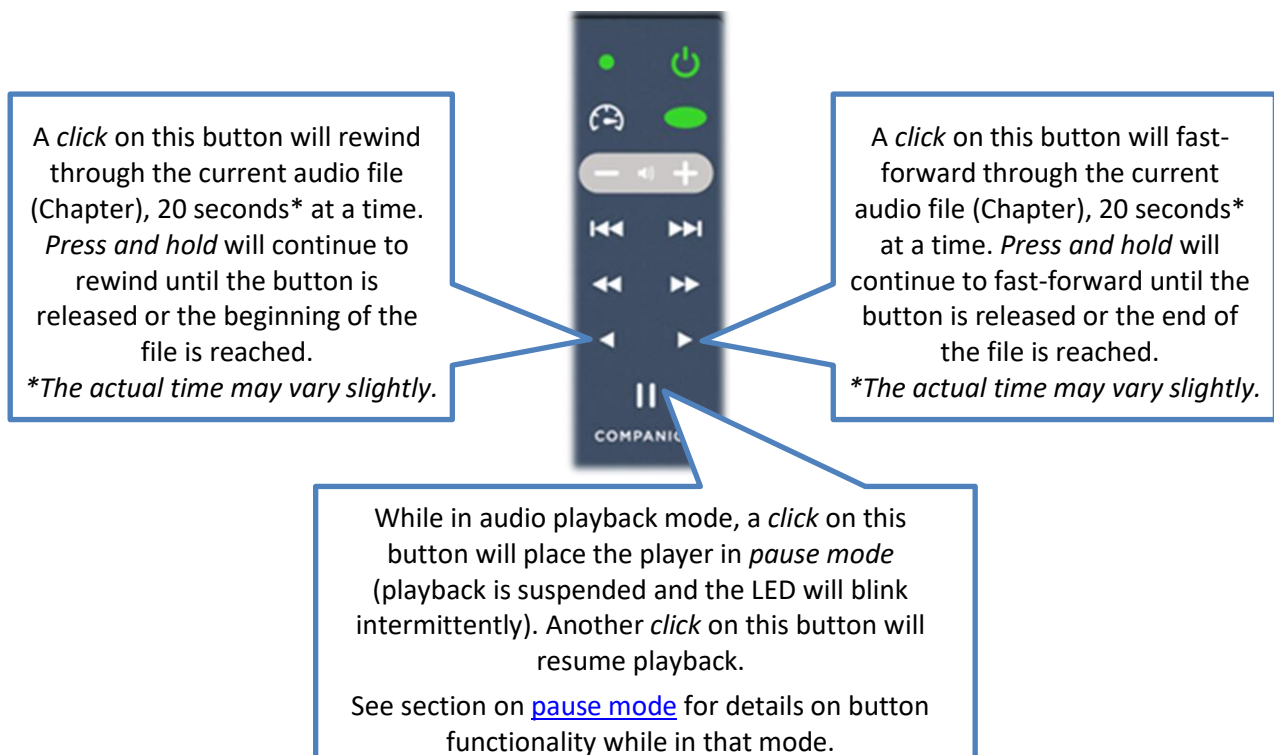 A click on this button will rewind
through the current audio file
(Chapter), 20 seconds* at a time.
Press and hold will continue to
rewind until the button is
released or the beginning of the
file is reached.
*The actual time may vary slightly.
A click on this button will fast-
forward through the current
audio file (Chapter), 20 seconds*
at a time. Press and hold will
continue to fast-forward until the
button is released or the end of
the file is reached.
*The actual time may vary slightly.
COMPANIO
While in audio playback mode, a click on this
button will place the player in pause mode
(playback is suspended and the LED will blink
intermittently). Another click on this button will
resume playback.
See section on pause mode for details on button
functionality while in that mode.